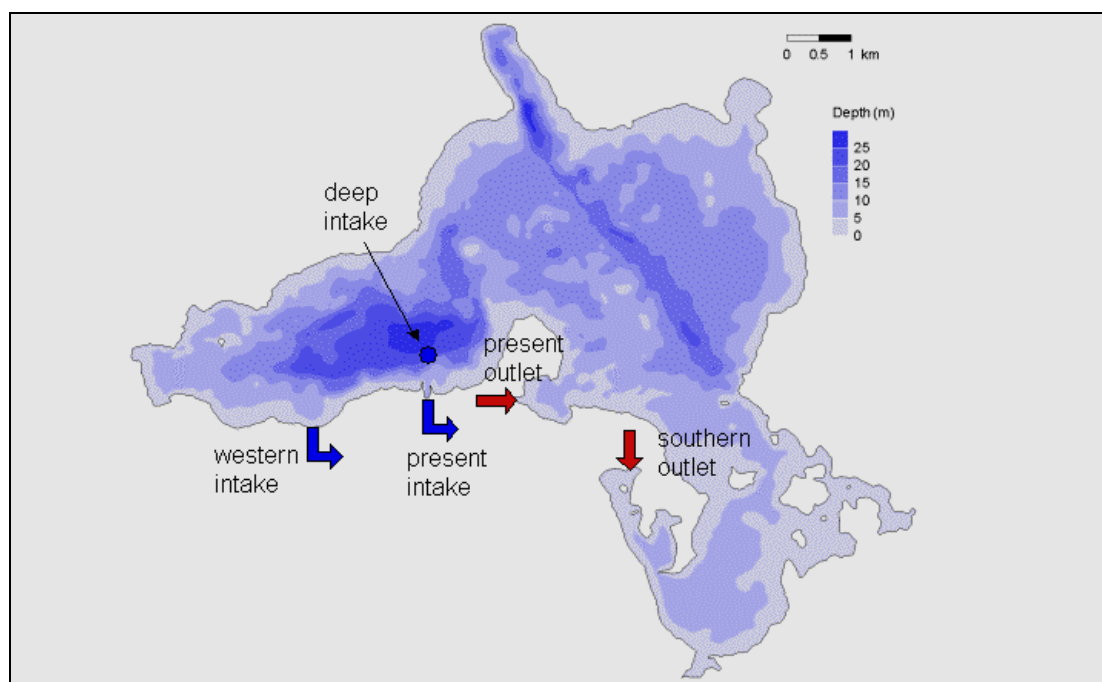 0 0.5 1 km
Depth (m)
25
20
15
10
5
0
deep
intake
present
outlet
western
intake
present
intake
southern
outlet